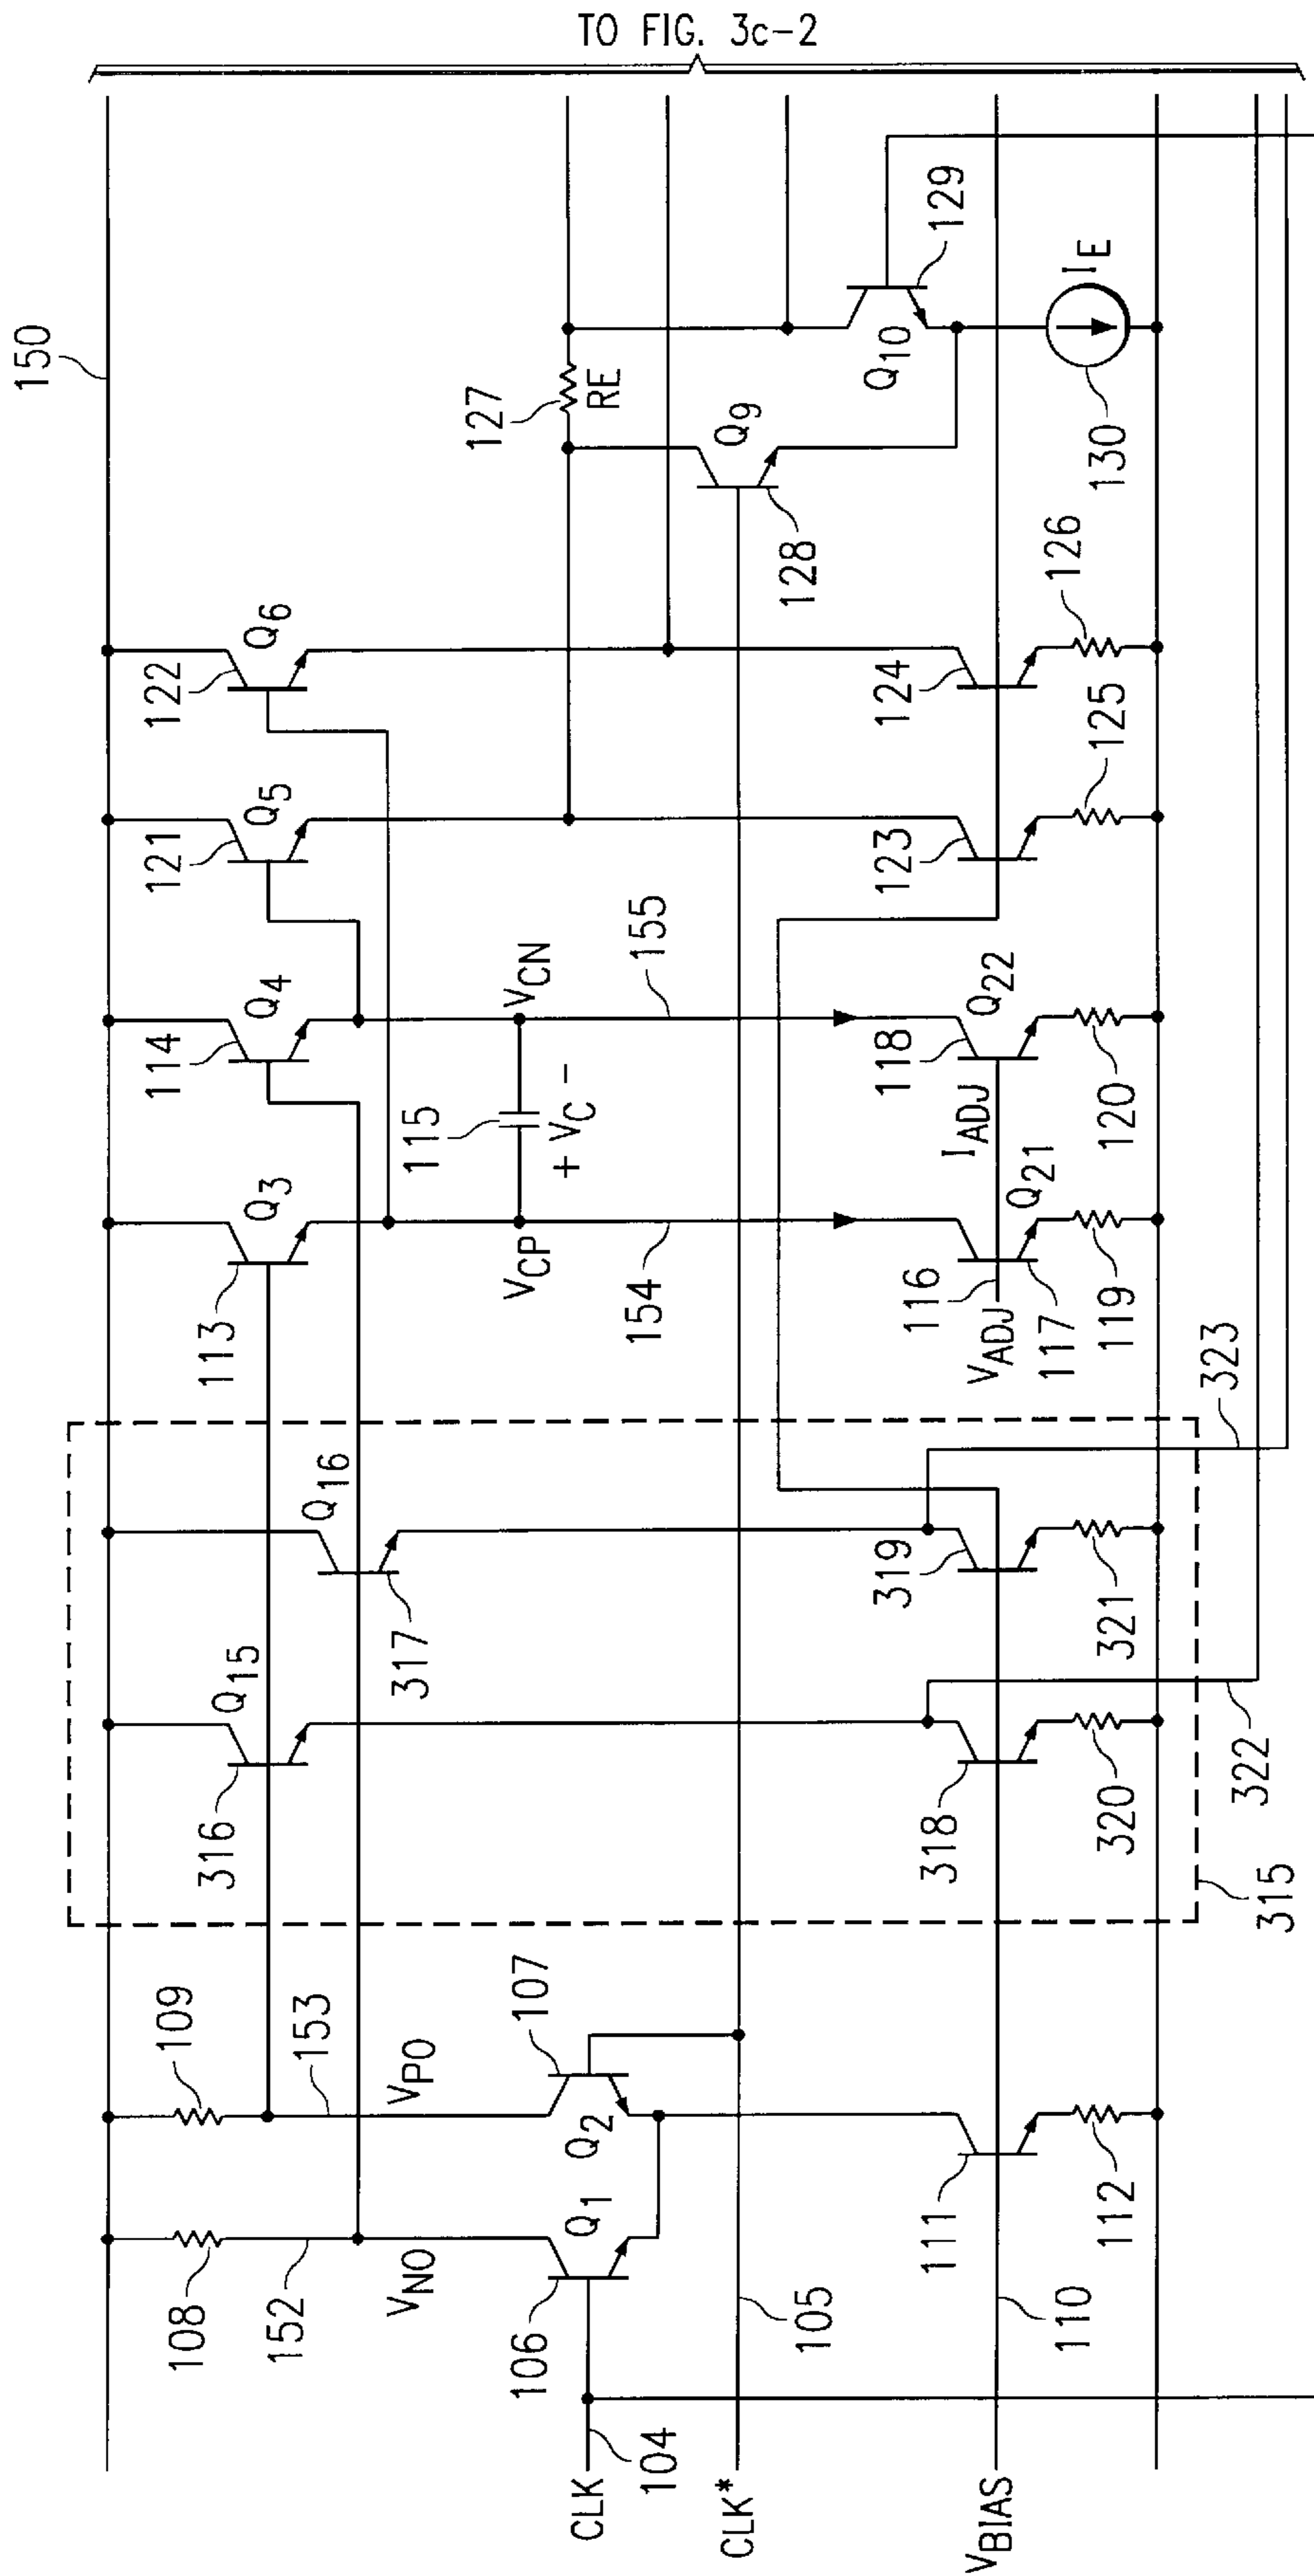 TO FIG. 3c-2
150
127
RE
Q9
Q10
129
128
130
IE
122
Q6
121
Q5
124
126
123
125
114
Q4
VCN
155
115
+ VC -
118
Q22
IADJ
120
113
Q3
VCP
154
116
VADJ
117
Q21
119
323
Q16
317
319
321
Q15
316
318
320
322
315
109
153
VPO
107
Q2
108
152
VNO
Q1
106
111
112
105
110
CLK
104
CLK*
VBIAS